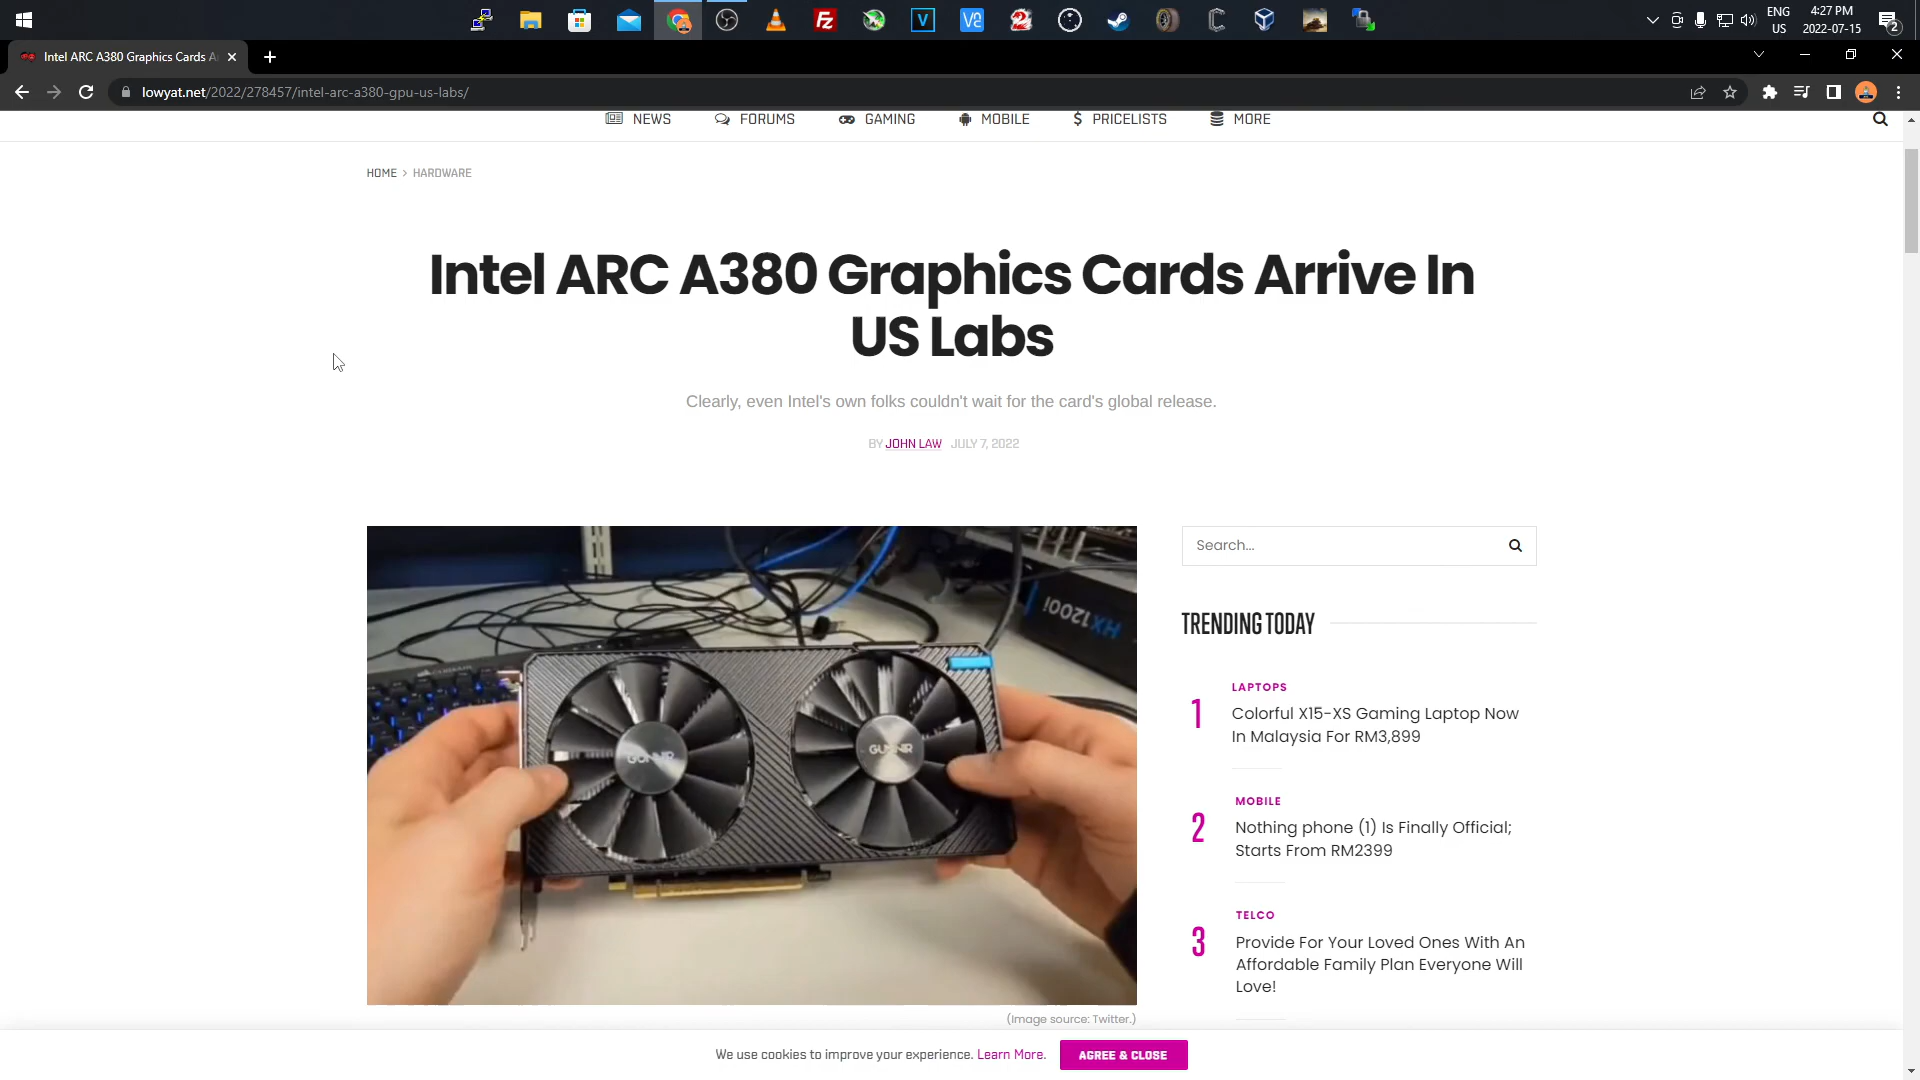 ENG
US
4:27 PM
2022-07-15
2
Intel ARC A380 Graphics Cards A
lowyat.net/2022/278457/intel-arc-a380-gpu-us-labs/
NEWS
FORUMS
GAMING
MOBILE
PRICELISTS
MORE
HOME > HARDWARE
Intel ARC A380 Graphics Cards Arrive In
US Labs
Clearly, even Intel's own folks couldn't wait for the card's global release.
BY JOHN LAW JULY 7, 2022
HX1200i
GUNNIR
GUNNIR
(Image source: Twitter.)
Search...
TRENDING TODAY
1
LAPTOPS
Colorful X15-XS Gaming Laptop Now
In Malaysia For RM3,899
2
MOBILE
Nothing phone (1) Is Finally Official;
Starts From RM2399
3
TELCO
Provide For Your Loved Ones With An
Affordable Family Plan Everyone Will
Love!
We use cookies to improve your experience. Learn More.
AGREE & CLOSE